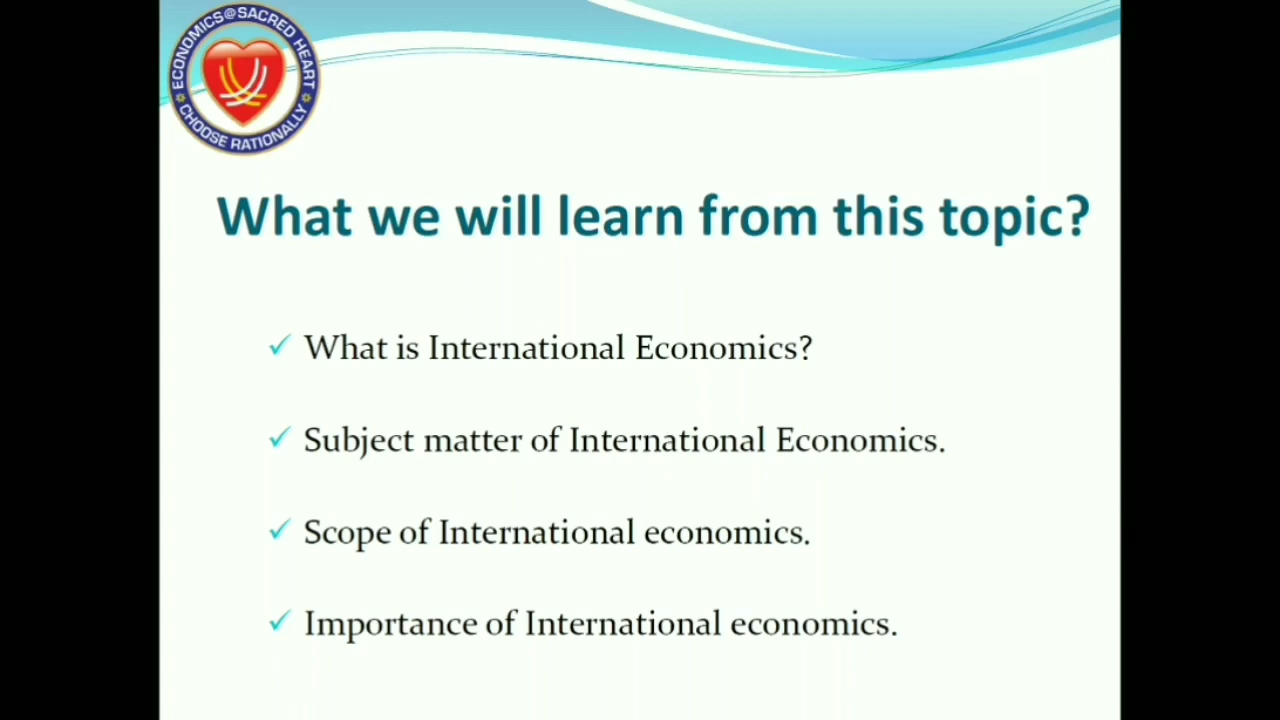 ECONOMICS@SACRED HEART
CHOOSE RATIONALLY
What we will learn from this topic?
What is International Economics?
Subject matter of International Economics.
Scope of International economics.
Importance of International economics.